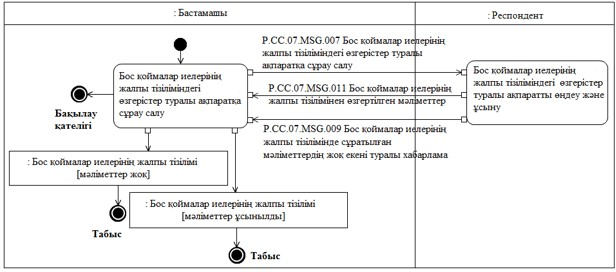 : Бастамашы
: Респондент
P.CC.07.MSG.007 Бос қоймалар иелерінің
жалпы тізіліміндегі өзгерістер туралы
ақпаратқа сұрау салу
Бос қоймалар иелерінің
жалпы тізіліміндегі
өзгерістер туралы ақпаратқа
сұрау салу
P.CC.07.MSG.011 Бос қоймалар иелерінің
жалпы тізілімінен өзгертілген мәліметтер
Бос қоймалар иелерінің
жалпы тізіліміндегі өзгерістер
туралы ақпаратты өңдеу және
ұсыну
Бақылау
қателігі
P.CC.07.MSG.009 Бос қоймалар иелерінің
жалпы тізілімінде сұратылған
мәліметтердің жоқ екені туралы хабарлама
: Бос қоймалар иелерінің жалпы тізілімі
[мәліметтер жоқ]
: Бос қоймалар иелерінің жалпы тізілімі
[мәліметтер ұсынылды]
Табыс
Табыс